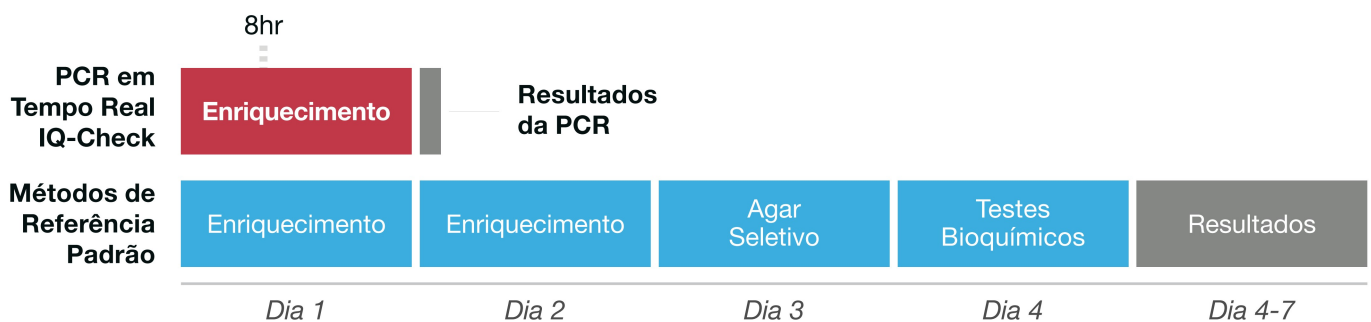 8hr
PCR em
Tempo Real
IQ-Check
Enriquecimento
Resultados
da PCR
Métodos de
Referência
Padrão
Enriquecimento
Enriquecimento
Agar
Seletivo
Testes
Bioquímicos
Resultados
Dia 1
Dia 2
Dia 3
Dia 4
Dia 4-7